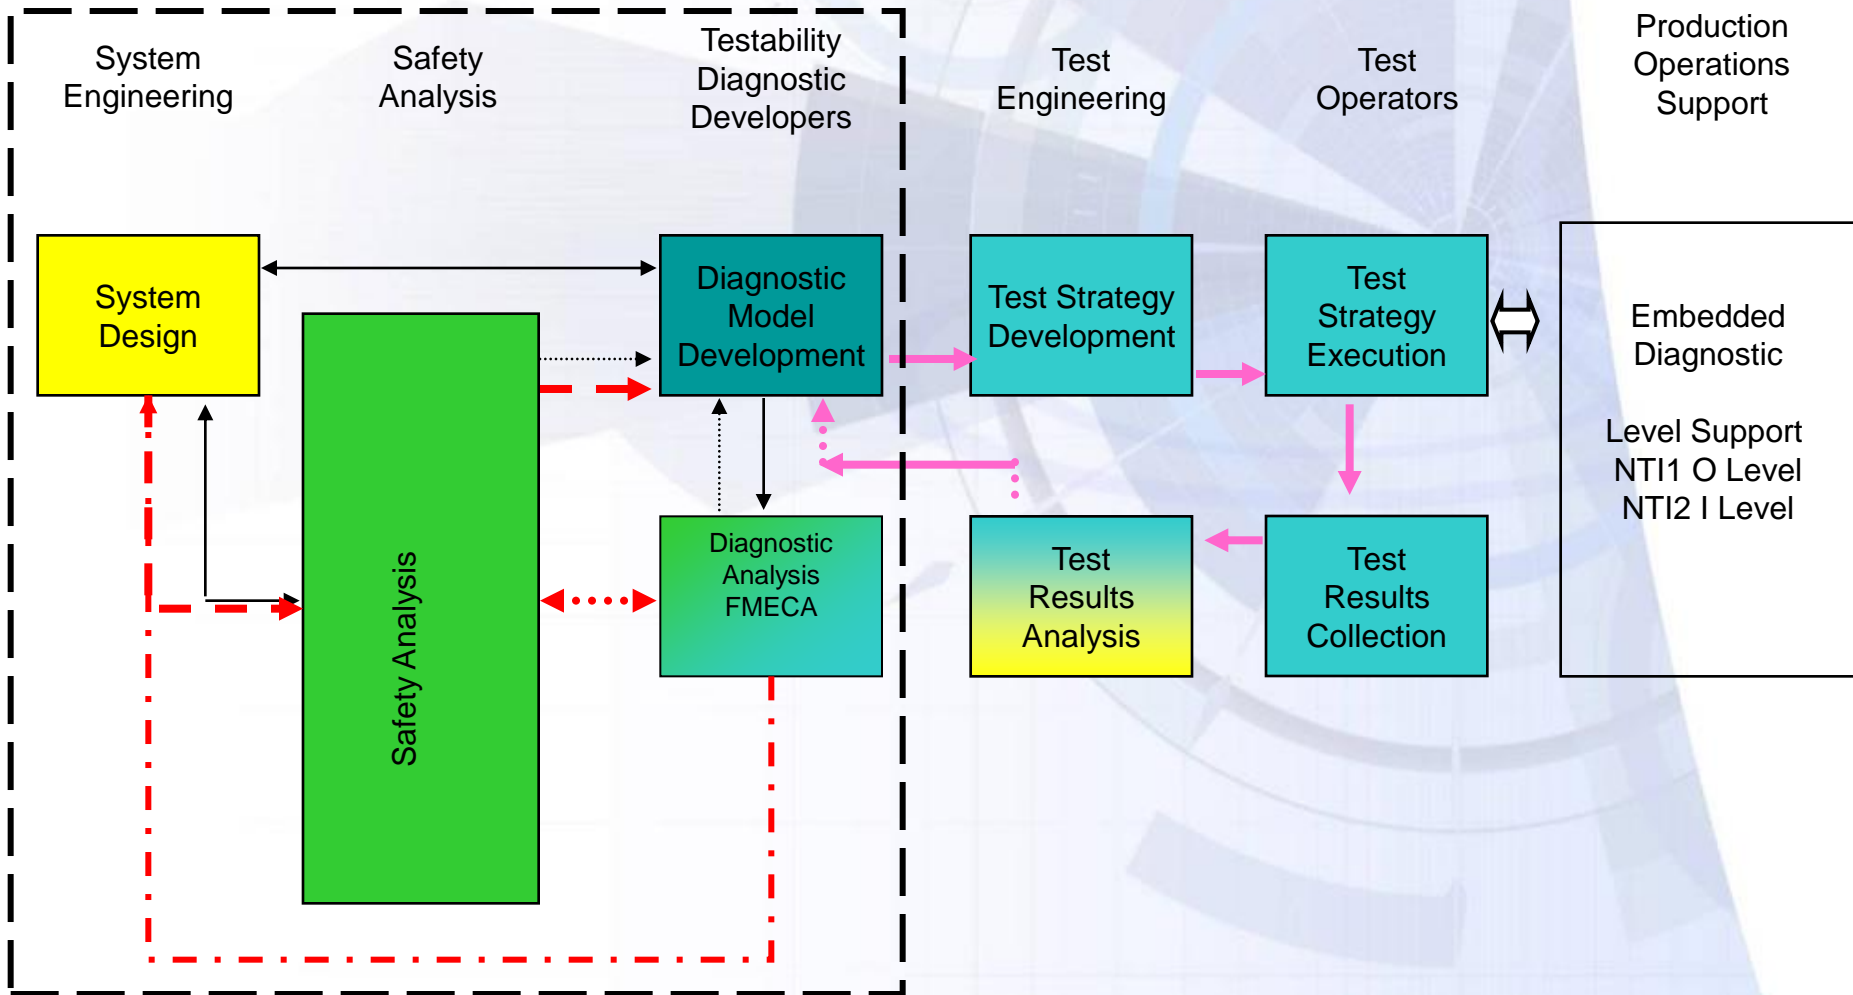 System
Engineering
Safety
Analysis
Testability
Diagnostic
Developers
Test
Engineering
Test
Operators
Production
Operations
Support
System
Design
Safety Analysis
Diagnostic
Model
Development
Test Strategy
Development
Test
Strategy
Execution
Embedded
Diagnostic
Level Support
NTI1 O Level
NTI2 I Level
Diagnostic
Analysis
FMECA
Test
Results
Analysis
Test
Results
Collection